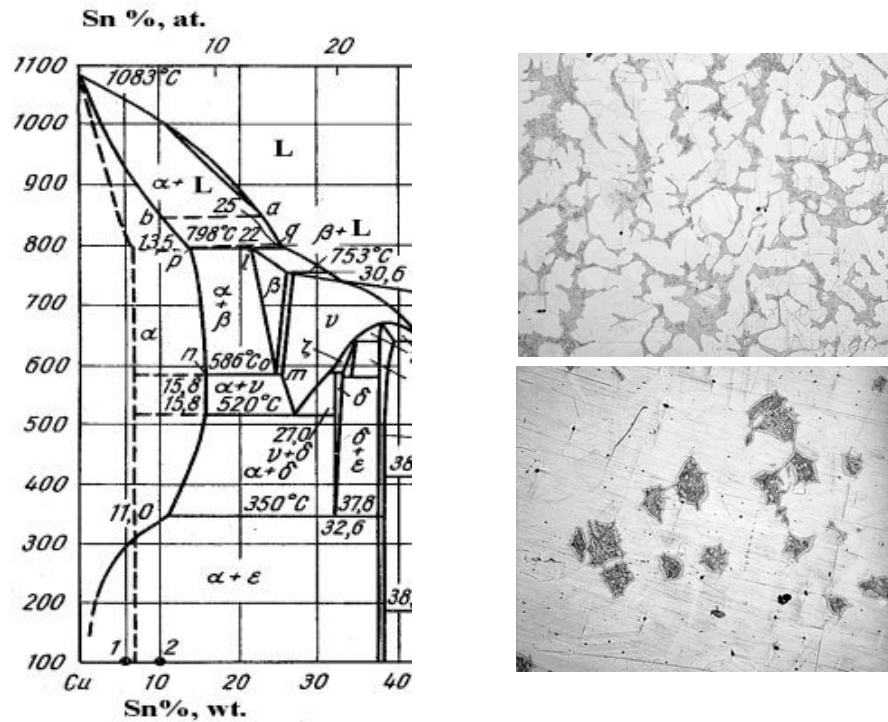 Sn %, at.
10 20
1100
1083°C
1000
L
α+ L
900
25 a
b
β+L
13,5 798°C 22 q
800
p l
753°C
30,6
700
α
+
β
β
ν
α
600
n 586°C o
m
ζ
15,8 α+ν
δ
500
15,8 520°C
27,0
ν+δ
δ
+
ε
38
α+δ
400
11,0
350°C 37,8
32,6
300
α + ε
200
38,
100
1 2
Cu 10 20 30 40
Sn%, wt.